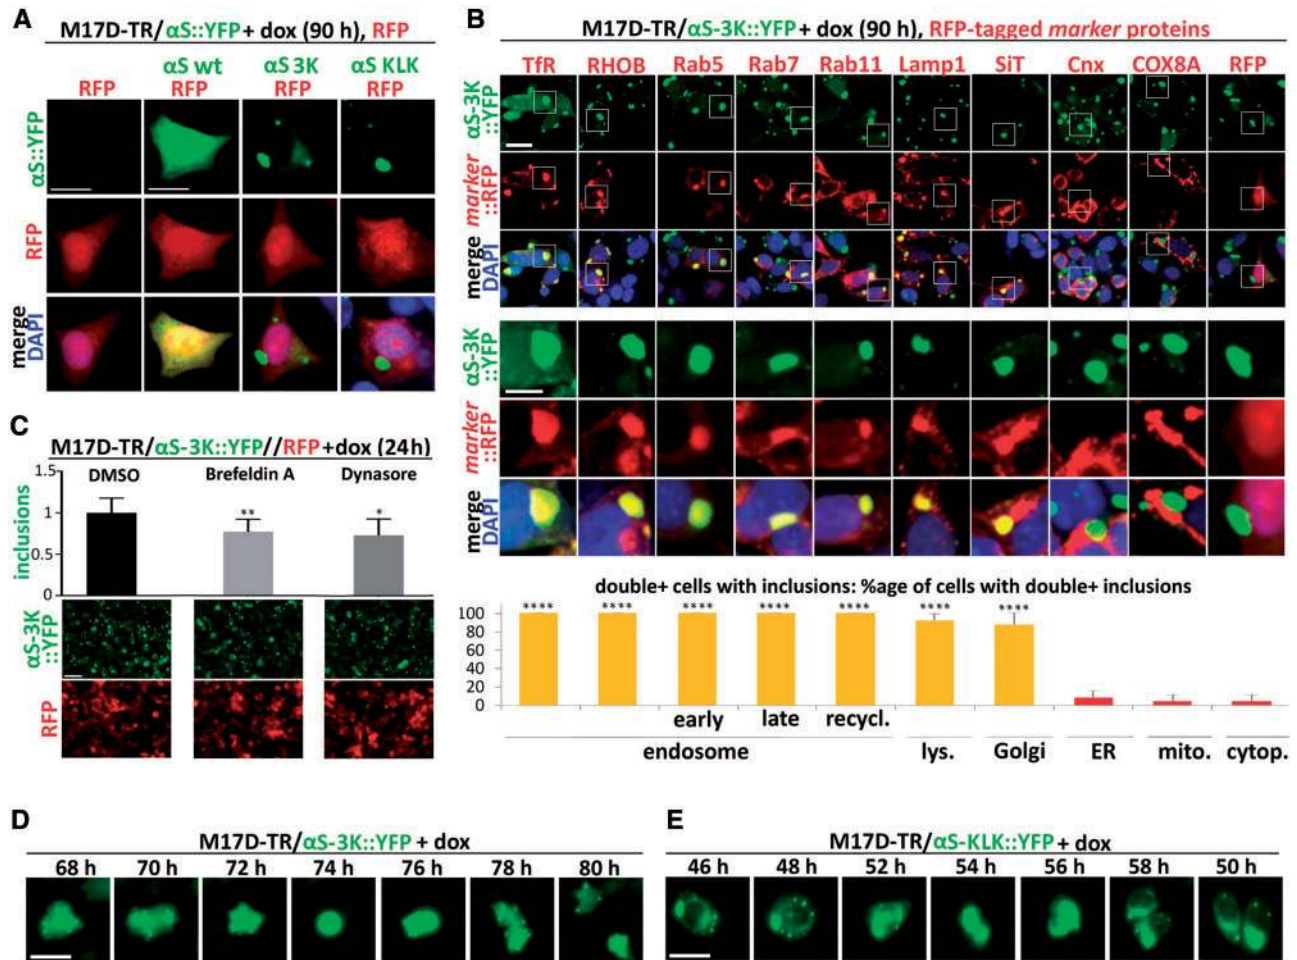 A
M17D-TR/αS::YFP + dox (90 h), RFP
αS wt αS 3K αS KLK
RFP RFP RFP RFP
αS::YFP
RFP
merge
DAPI
B
M17D-TR/αS-3K::YFP + dox (90 h), RFP-tagged marker proteins
TfR RHOB Rab5 Rab7 Rab11 Lamp1 SiT Cnx COX8A RFP
αS-3K
::YFP
marker
::RFP
merge
DAPI
αS-3K
::YFP
marker
::RFP
merge
DAPI
double+ cells with inclusions: %age of cells with double+ inclusions
**** **** **** **** **** **** ****
100
80
60
40
20
0
early late recycl.
endosome lys. Golgi ER mito. cytop.
C
M17D-TR/αS-3K::YFP//RFP +dox (24h)
DMSO Brefeldin A Dynasore
inclusions
1.5
1
0.5
0
** *
αS-3K
::YFP
RFP
D
M17D-TR/αS-3K::YFP + dox
68 h 70 h 72 h 74 h 76 h 78 h 80 h
E
M17D-TR/αS-KLK::YFP + dox
46 h 48 h 52 h 54 h 56 h 58 h 50 h